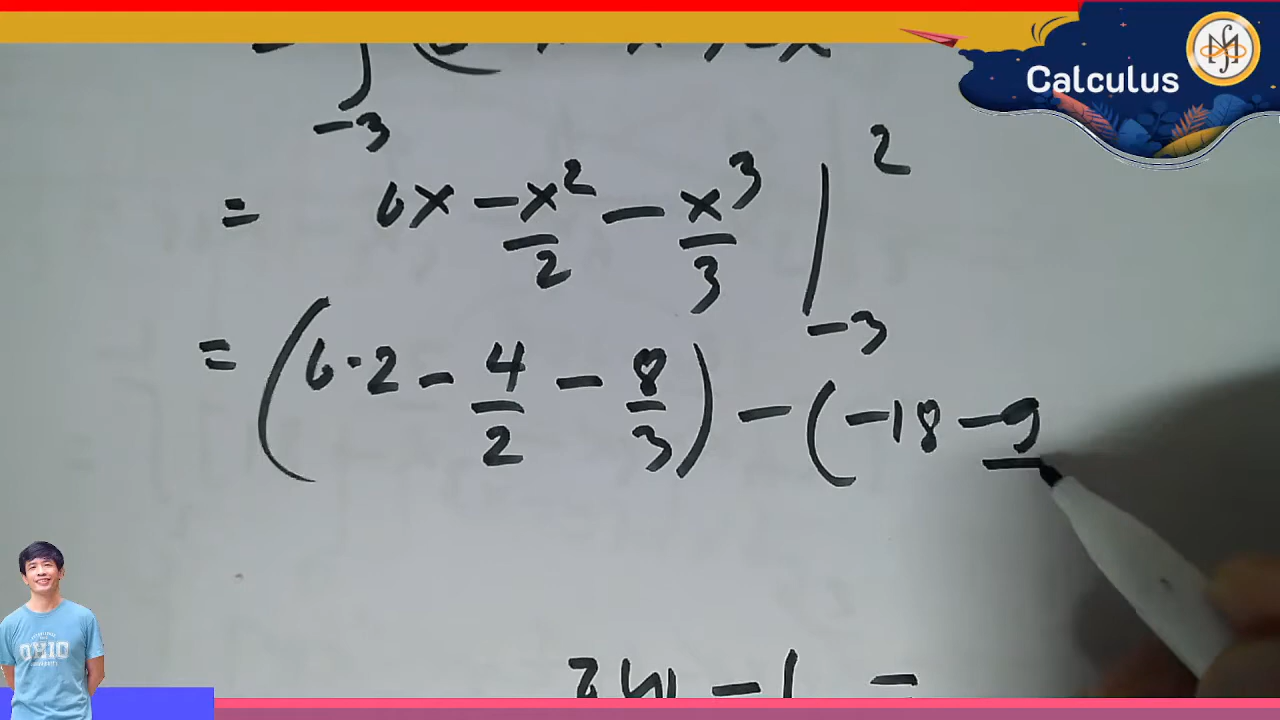 Calculus
-3
= 6x - x²/2 - x³/3 |
2
-3
= (6·2 - 4/2 - 8/3) - (-18 - 9
OHIO